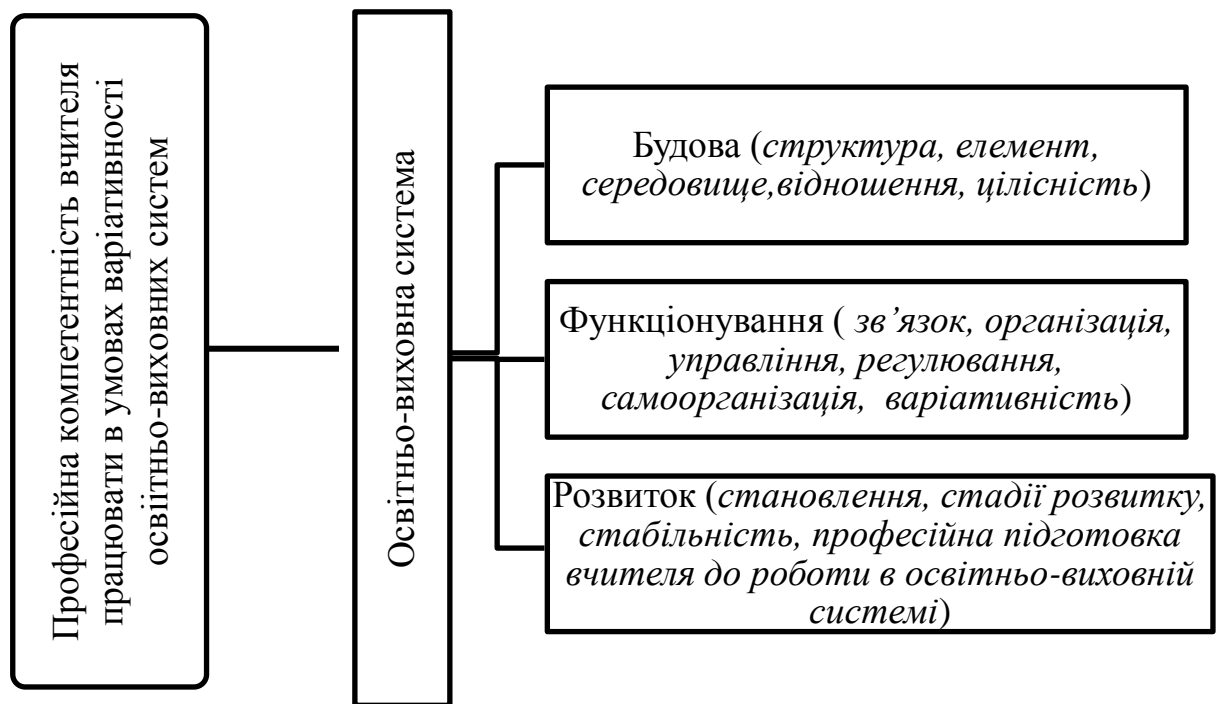 Професійна компетентність вчителя
працювати в умовах варіативності
освіітньо-виховних систем
Освітньо-виховна система
Будова (структура, елемент,
середовище,відношення, цілісність)
Функціонування ( зв’язок, організація,
управління, регулювання,
самоорганізація, варіативність)
Розвиток (становлення, стадії розвитку,
стабільність, професійна підготовка
вчителя до роботи в освітньо-виховній
системі)